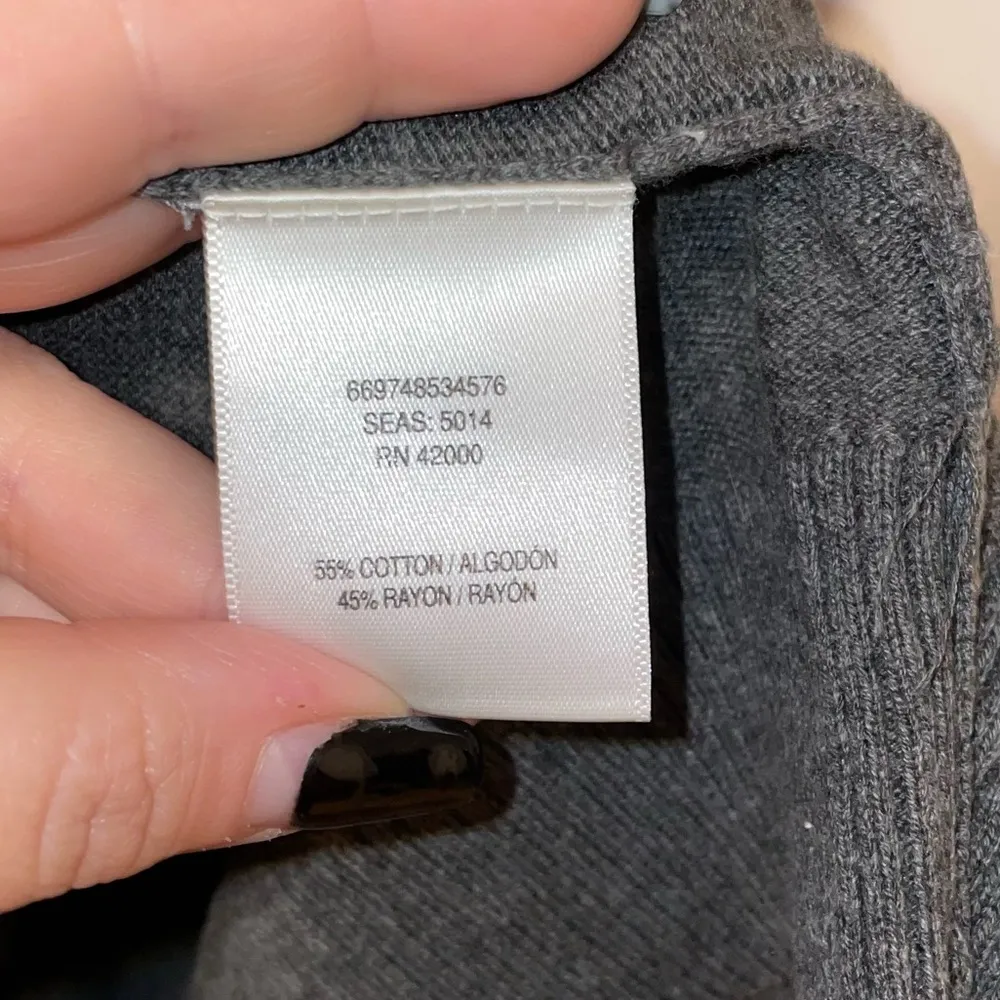 669748534576
SEAS: 5014
RN 42000
55% COTTON / ALGODÓN
45% RAYON / RAYÓN